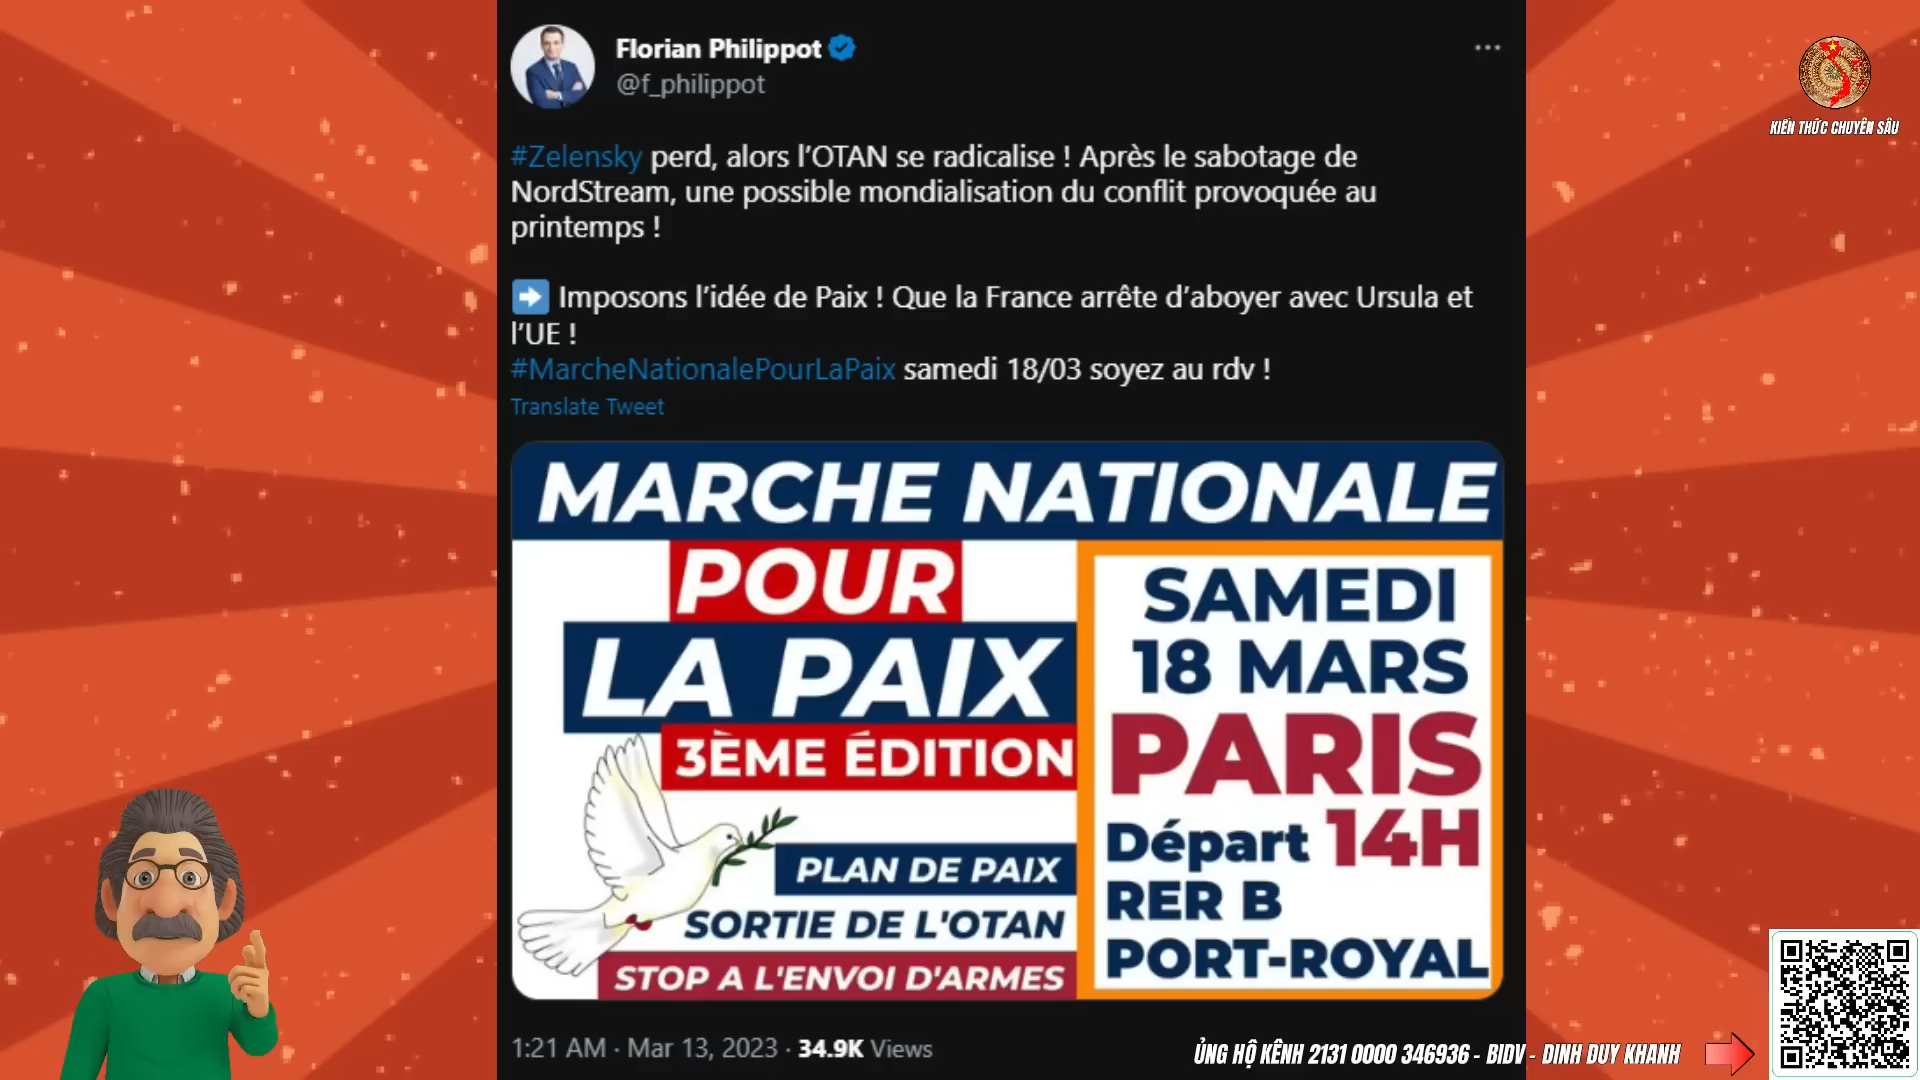 Florian Philippot
@f_philippot
#Zelensky perd, alors l'OTAN se radicalise ! Après le sabotage de
NordStream, une possible mondialisation du conflit provoquée au
printemps !
Imposons l'idée de Paix ! Que la France arrête d'aboyer avec Ursula et
l'UE !
#MarcheNationalePourLaPaix samedi 18/03 soyez au rdv !
Translate Tweet
MARCHE NATIONALE
POUR
LA PAIX
3ÈME ÉDITION
PLAN DE PAIX
SORTIE DE L'OTAN
STOP A L'ENVOI D'ARMES
SAMEDI
18 MARS
PARIS
Départ 14H
RER B
PORT-ROYAL
1:21 AM · Mar 13, 2023 · 34.9K Views
KIẾN THỨC CHUYÊN SÂU
ỦNG HỘ KÊNH 2131 0000 346936 - BIDV - DINH DUY KHANH